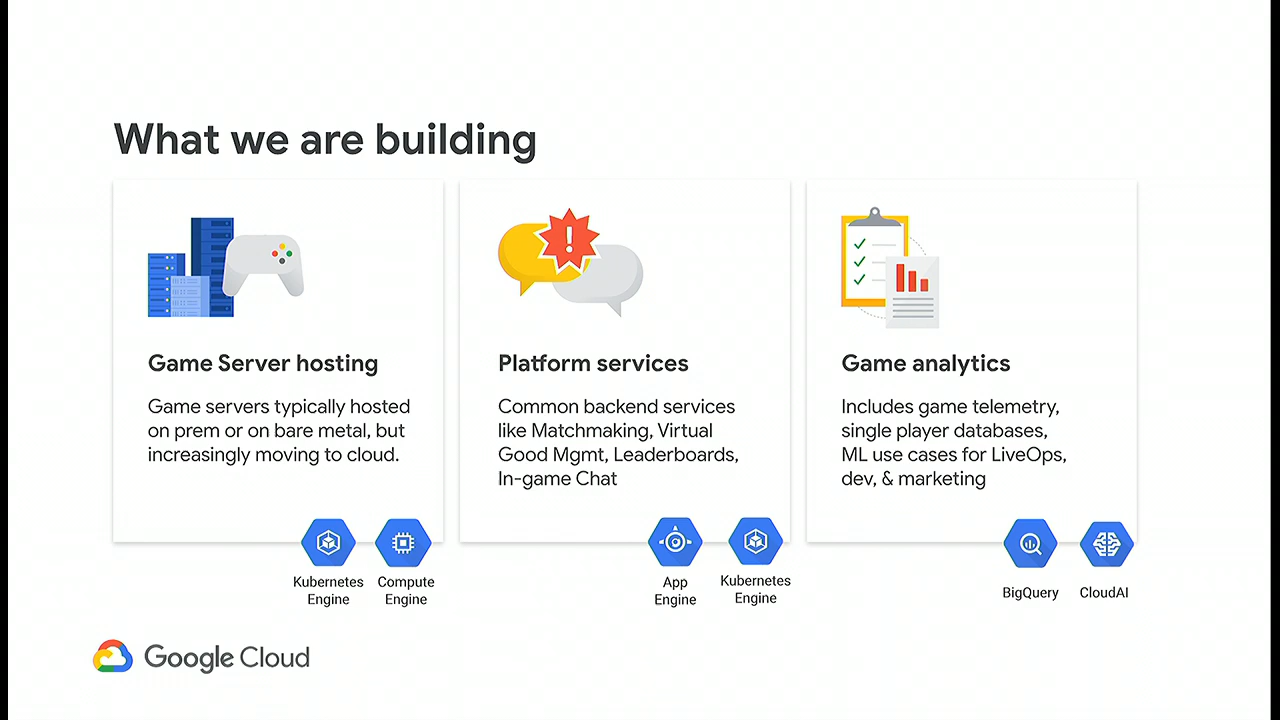 What we are building
Game Server hosting
Game servers typically hosted
on prem or on bare metal, but
increasingly moving to cloud.
Kubernetes
Engine
Compute
Engine
Platform services
Common backend services
like Matchmaking, Virtual
Good Mgmt, Leaderboards,
In-game Chat
App
Engine
Kubernetes
Engine
Game analytics
Includes game telemetry,
single player databases,
ML use cases for LiveOps,
dev, & marketing
BigQuery
CloudAI
Google Cloud